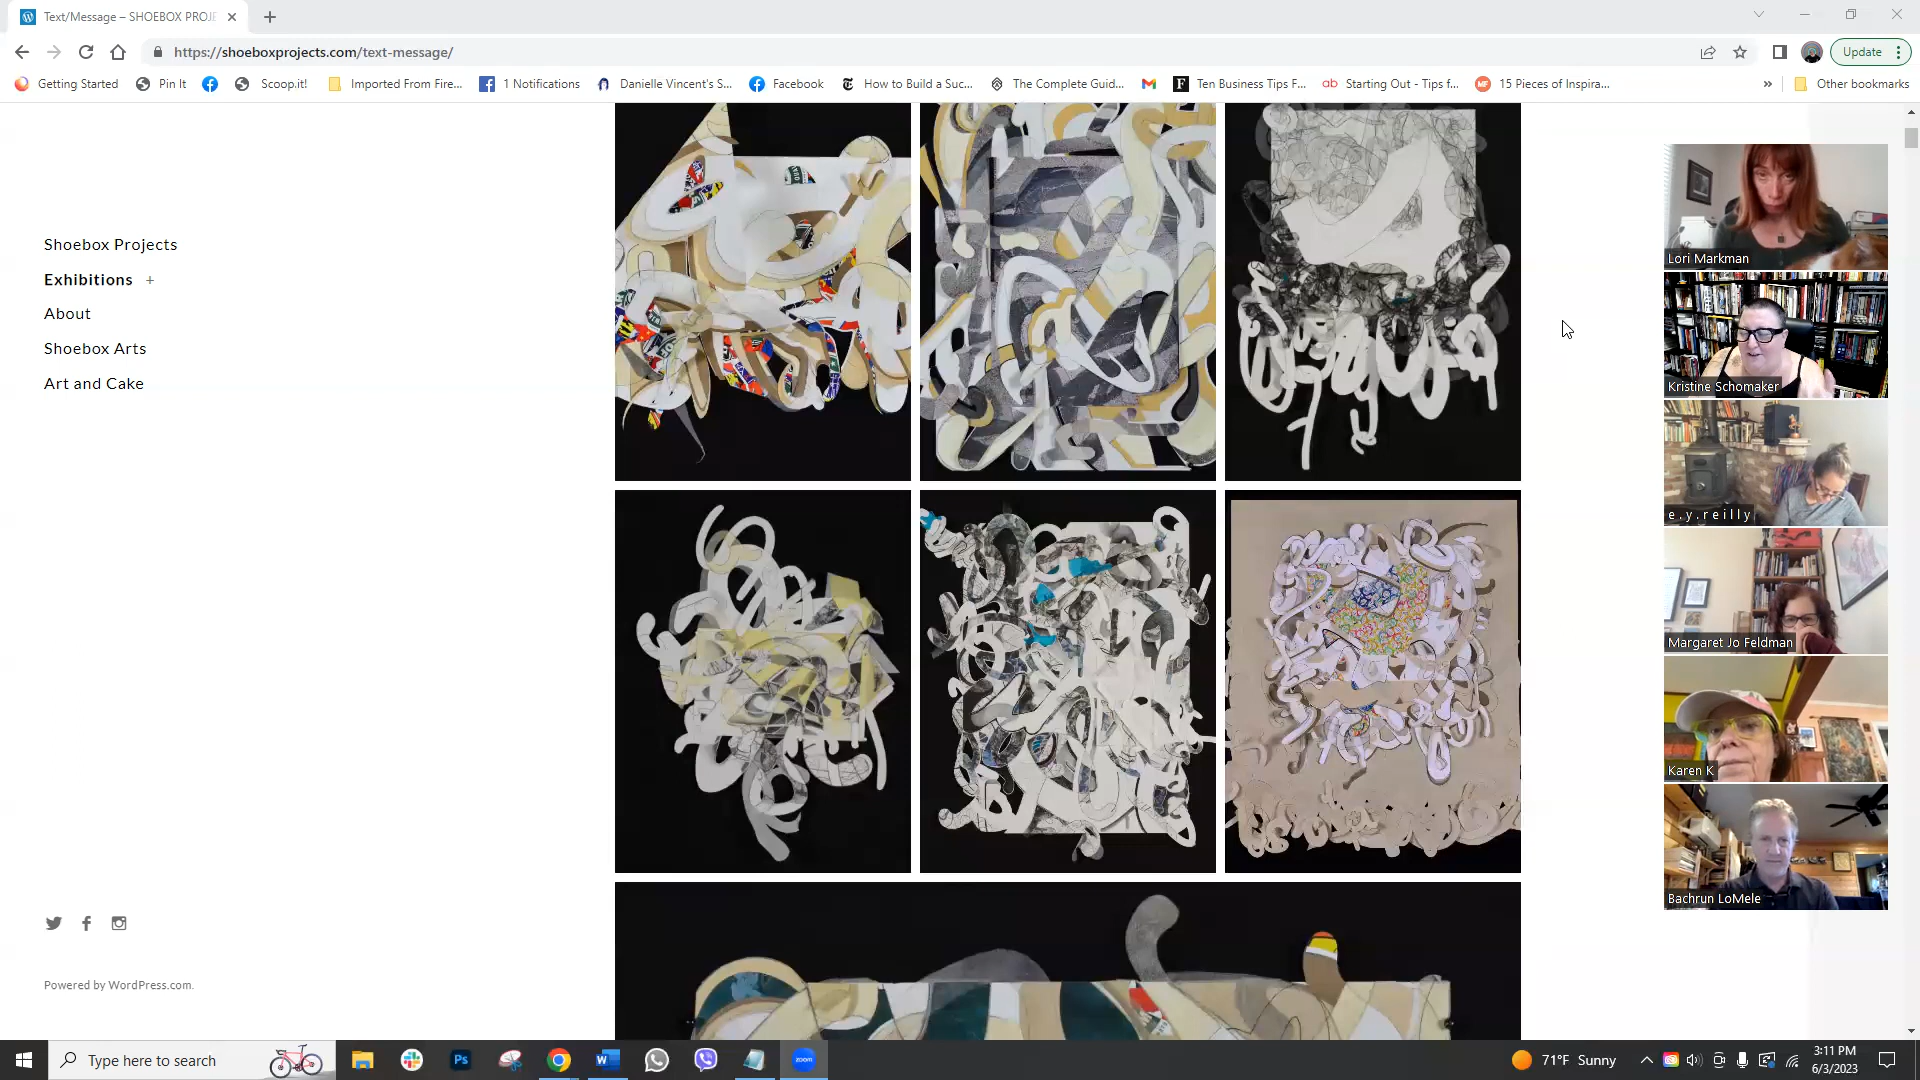 Text/Message – SHOEBOX PROJE
https://shoeboxprojects.com/text-message/
Update
Getting Started
Pin It
Scoop.it!
Imported From Fire...
1 Notifications
Danielle Vincent's S...
Facebook
How to Build a Suc...
The Complete Guid...
Ten Business Tips F...
ab
Starting Out - Tips f...
15 Pieces of Inspira...
»
Other bookmarks
Shoebox Projects
Exhibitions +
About
Shoebox Arts
Art and Cake
Lori Markman
Kristine Schomaker
e . y . r e i l l y
Margaret Jo Feldman
Karen K
Bachrun LoMele
Powered by WordPress.com.
Type here to search
Ps
W
zoom
71°F Sunny
3:11 PM
6/3/2023